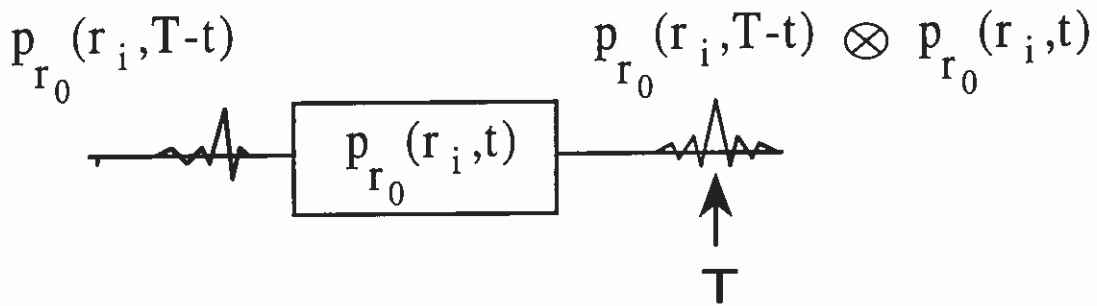 p_{r_0}(r_i,T-t)
p_{r_0}(r_i,T-t) ⊗ p_{r_0}(r_i,t)
p_{r_0}(r_i,t)
T